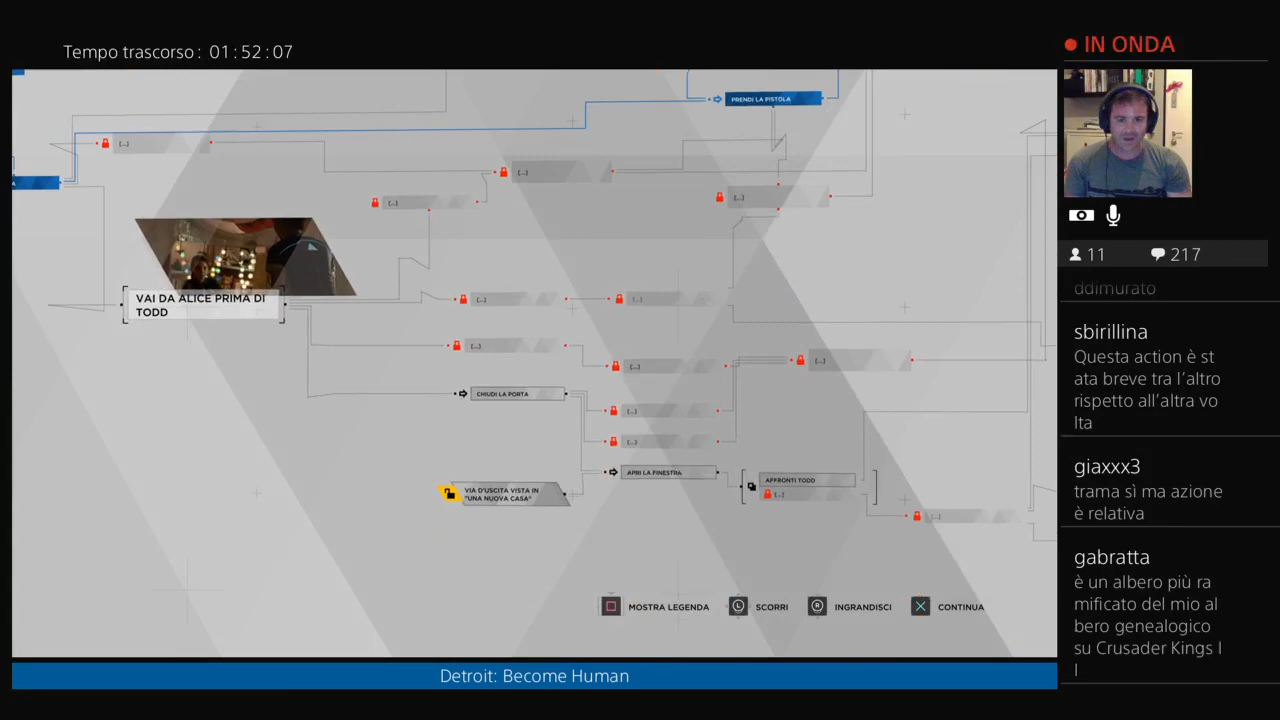 Tempo trascorso: 01:52:07
IN ONDA
PRENDI LA PISTOLA
[...]
[...]
A
[...]
[...]
VAI DA ALICE PRIMA DI
TODD
[...]
[...]
[...]
[...]
[...]
CHIUDI LA PORTA
[...]
[...]
APRI LA FINESTRA
AFFRONTI TODD
[...]
VIA D'USCITA VISTA IN
"UNA NUOVA CASA"
[...]
MOSTRA LEGENDA
L
SCORRI
R
INGRANDISCI
CONTINUA
Detroit: Become Human
11
217
ddimurato
sbirillina
Questa action è st
ata breve tra l'altro
rispetto all'altra vo
lta
giaxxx3
trama sì ma azione
è relativa
gabratta
è un albero più ra
mificato del mio al
bero genealogico
su Crusader Kings I
I